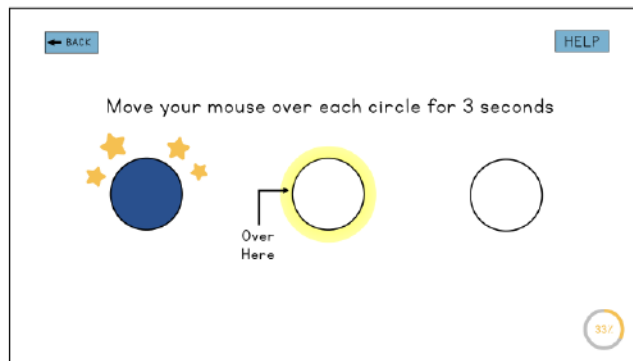 BACK
HELP
Move your mouse over each circle for 3 seconds
Over
Here
33%